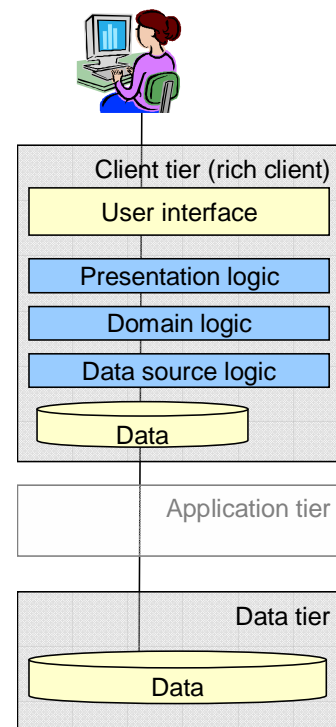 Client tier (rich client)
User interface
Presentation logic
Domain logic
Data source logic
Data
Application tier
Data tier
Data